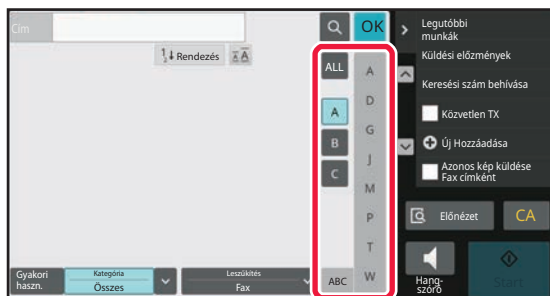 Cím
OK
Rendezés
ALL
A
B
C
ABC
A
D
G
J
M
P
T
W
Gyakori
haszn.
Kategória
Összes
Leszűkítés
Fax
Legutóbbi
munkák
Küldési előzmények
Keresési szám behívása
Közvetlen TX
Új Hozzáadása
Azonos kép küldése
Fax címként
Előnézet
CA
Hang-
szóró
Start